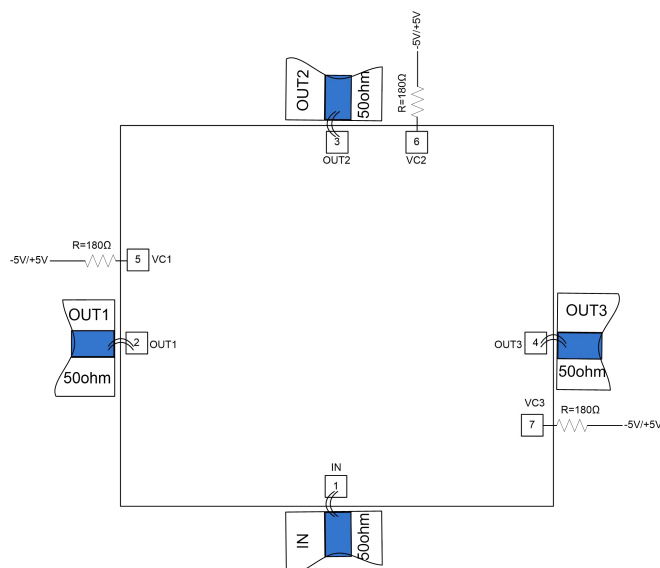 -5V/+5V
R=180Ω
OUT2
50ohm
3
OUT2
6
VC2
R=180Ω
-5V/+5V
5
VC1
OUT1
50ohm
2
OUT1
OUT3
4
OUT3
50ohm
VC3
7
R=180Ω
-5V/+5V
IN
1
IN
50ohm